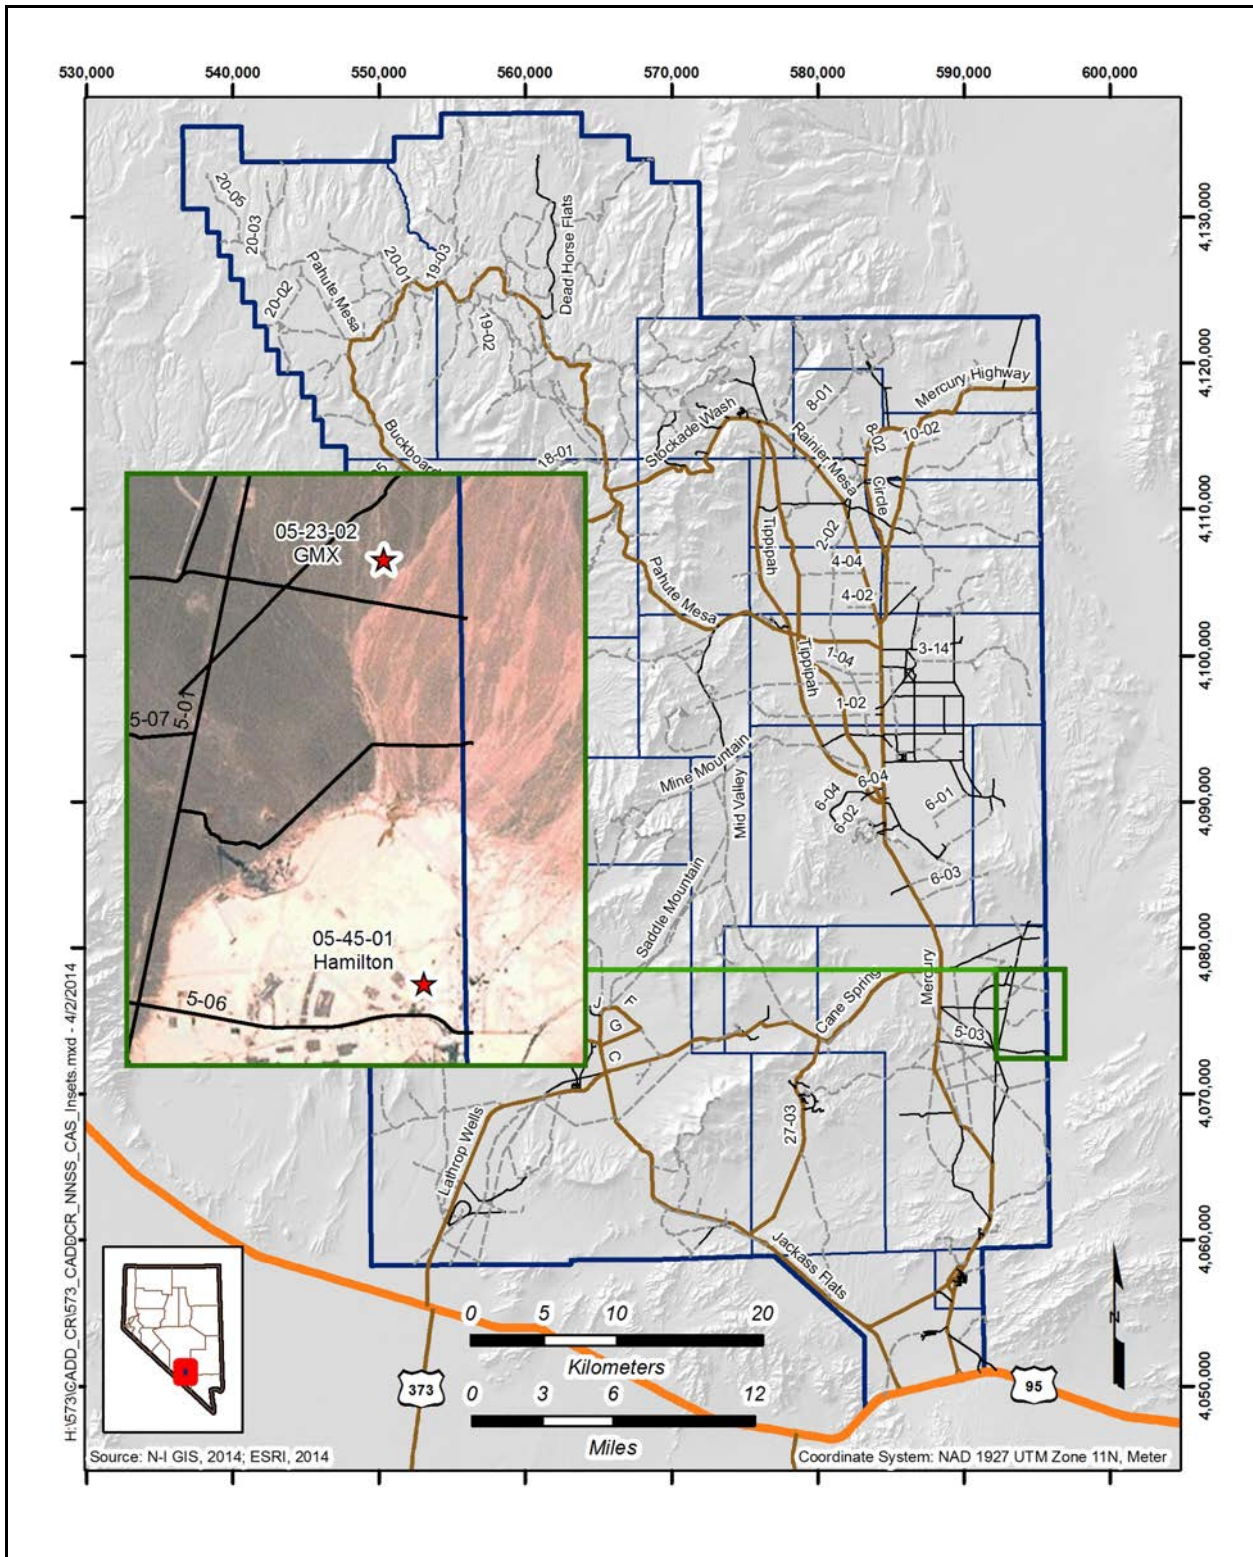 530,000
540,000
550,000
560,000
570,000
580,000
590,000
600,000
4,130,000
4,120,000
4,110,000
4,100,000
4,090,000
4,080,000
4,070,000
4,060,000
4,050,000
20-05
20-03
20-02
Pahute Mesa
20-01
19-03
19-02
Dead Horse Flats
Buckboard
18-01
Stockade Wash
8-01
Mercury Highway
8-02
10-02
Rainier Mesa
Circle
Tippipah
2-02
4-04
4-02
Pahute Mesa
Tippipah
1-04
3-14
1-02
Mine Mountain
Mid Valley
6-04
6-04
6-02
6-01
6-03
Saddle Mountain
Mercury
Cane Spring
5-03
J
F
G
C
27-03
Lathrop Wells
Jackass Flats
05-23-02
GMX
5-07
5-01
05-45-01
Hamilton
5-06
0 5 10 20
Kilometers
0 3 6 12
Miles
373
95
N
H:\573\CADD_CR\573_CADDCR_NNSS_CAS_Insets.mxd - 4/2/2014
Source: N-I GIS, 2014; ESRI, 2014
Coordinate System: NAD 1927 UTM Zone 11N, Meter